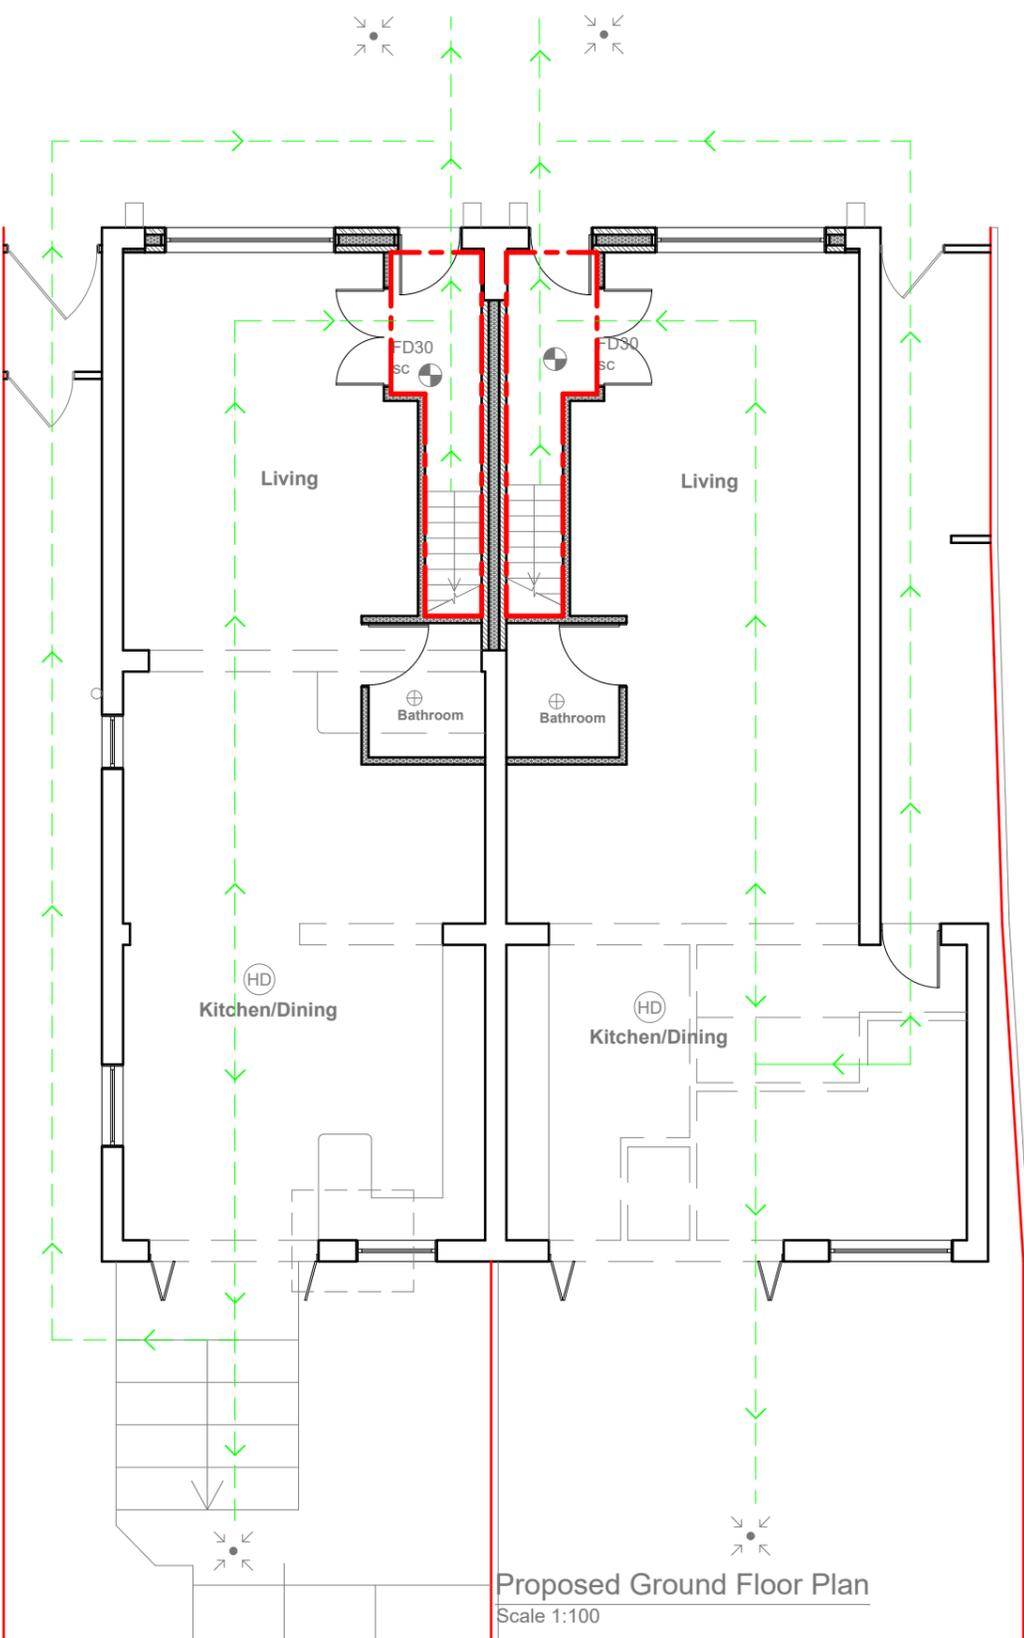 FD30
SC
FD30
sc
Living
Living
Bathroom
Bathroom
HD
Kitchen/Dining
HD
Kitchen/Dining
Proposed Ground Floor Plan
Scale 1:100